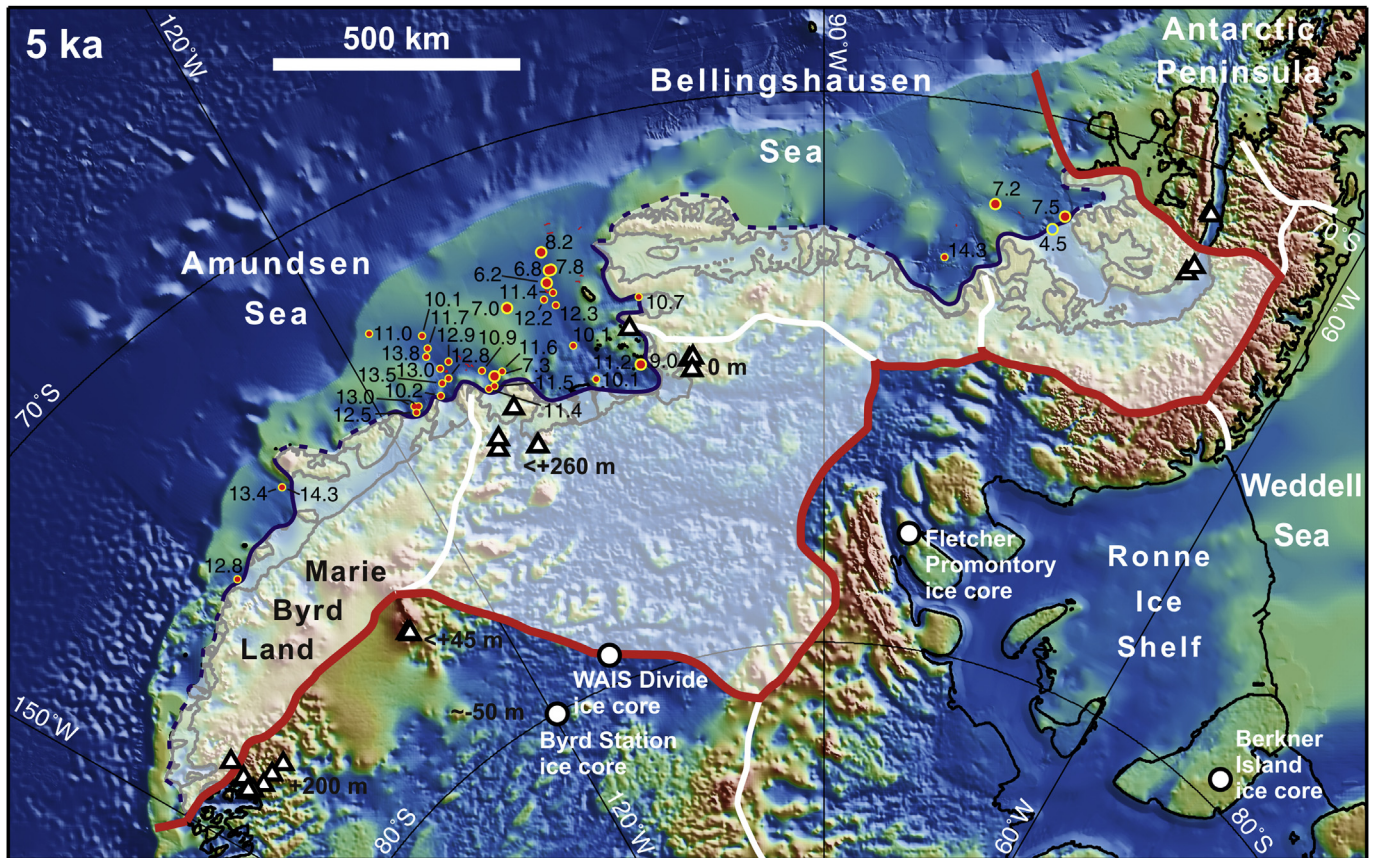 5 ka
500 km
120°W
90°W
Antarctic
Peninsula
Bellingshausen
Sea
Amundsen
Sea
70°S
70°S
60°W
7.2
7.5
4.5
14.3
8.2
6.2
6.8
7.8
11.4
7.0
12.2
12.3
10.7
10.1
11.7
11.0
12.9
10.9
13.8
12.8
11.6
13.0
7.3
13.5
10.2
11.5
11.4
13.0
12.5
10.1
11.2
9.0
10.1
0 m
<+260 m
13.4
14.3
12.8
Marie
Byrd
Land
<+45 m
WAIS Divide
ice core
~-50 m
Byrd Station
ice core
+200 m
150°W
80°S
120°W
Fletcher
Promontory
ice core
Ronne
Ice
Shelf
Weddell
Sea
Berkner
Island
ice core
60°W
80°S